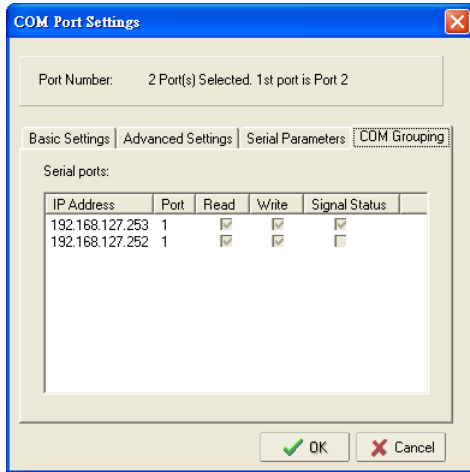 COM Port Settings
Port Number: 2 Port(s) Selected. 1st port is Port 2
Basic Settings Advanced Settings Serial Parameters COM Grouping
Serial ports:
IP Address Port Read Write Signal Status
192.168.127.253 1
192.168.127.252 1
OK Cancel